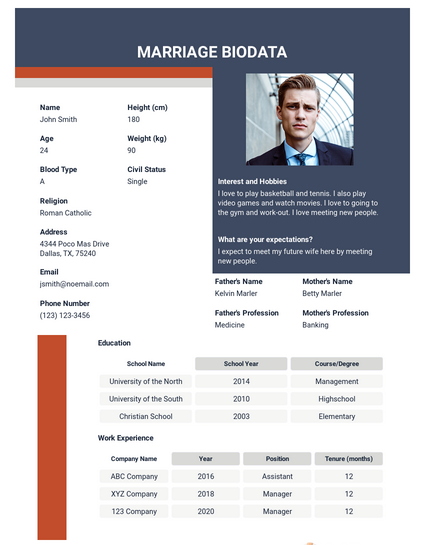 MARRIAGE BIODATA
Name Height (cm)
John Smith 180
Age Weight (kg)
24 90
Blood Type Civil Status
A Single
Religion
Roman Catholic
Address
4344 Poco Mas Drive
Dallas, TX, 75240
Email
jsmith@noemail.com
Phone Number
(123) 123-3456
Interest and Hobbies
I love to play basketball and tennis. I also play
video games and watch movies. I love to going to
the gym and work-out. I love meeting new people.
What are your expectations?
I expect to meet my future wife here by meeting
new people.
Father's Name Mother's Name
Kelvin Marler Betty Marler
Father's Profession Mother's Profession
Medicine Banking
Education
School Name School Year Course/Degree
University of the North 2014 Management
University of the South 2010 Highschool
Christian School 2003 Elementary
Work Experience
Company Name Year Position Tenure (months)
ABC Company 2016 Assistant 12
XYZ Company 2018 Manager 12
123 Company 2020 Manager 12